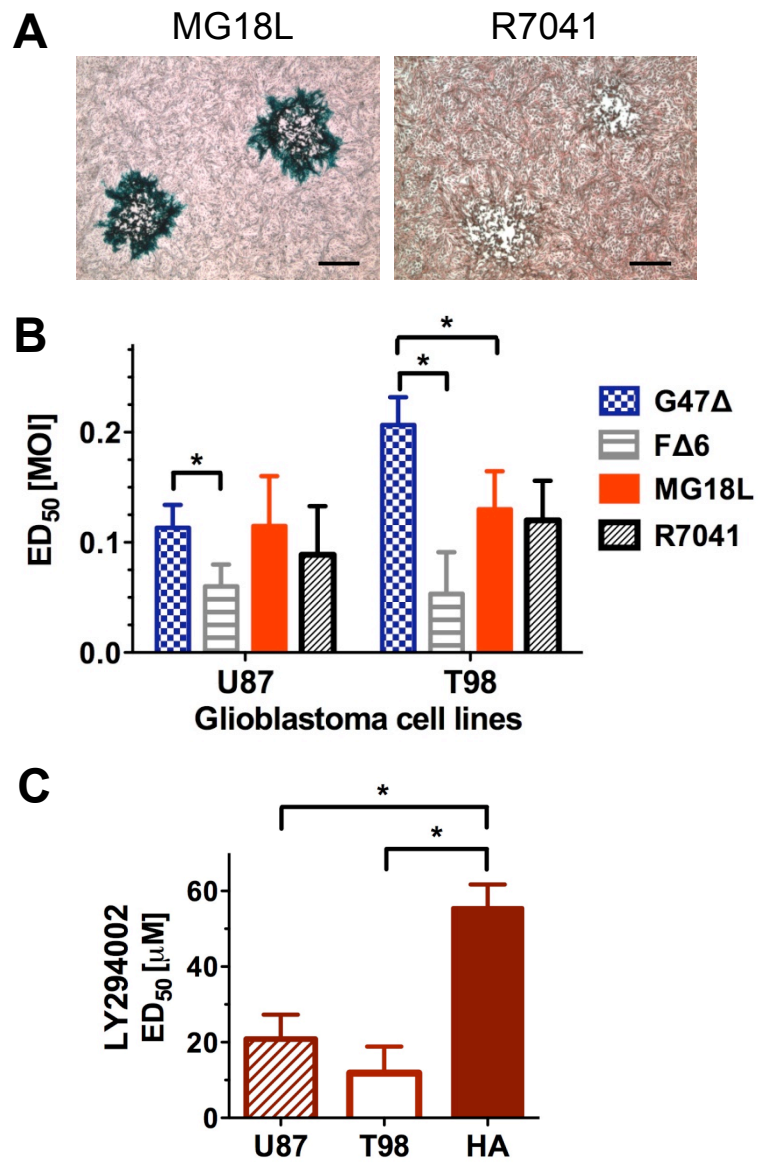 A
MG18L
R7041
B
ED50 [MOI]
0.2
0.1
0.0
*
*
*
U87
T98
Glioblastoma cell lines
G47Δ
FΔ6
MG18L
R7041
C
LY294002
ED50 [μM]
60
40
20
0
*
*
U87
T98
HA